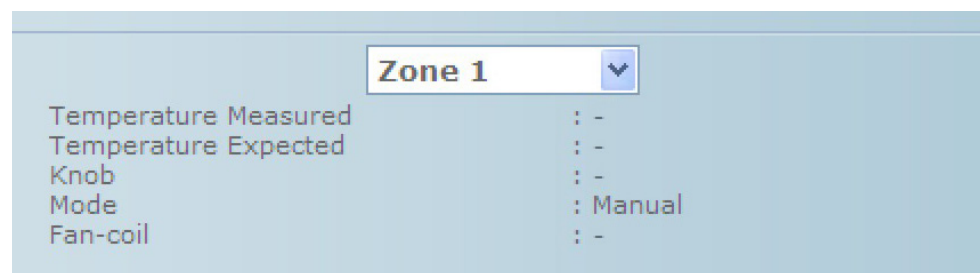 Zone 1
Temperature Measured : -
Temperature Expected : -
Knob : -
Mode : Manual
Fan-coil : -